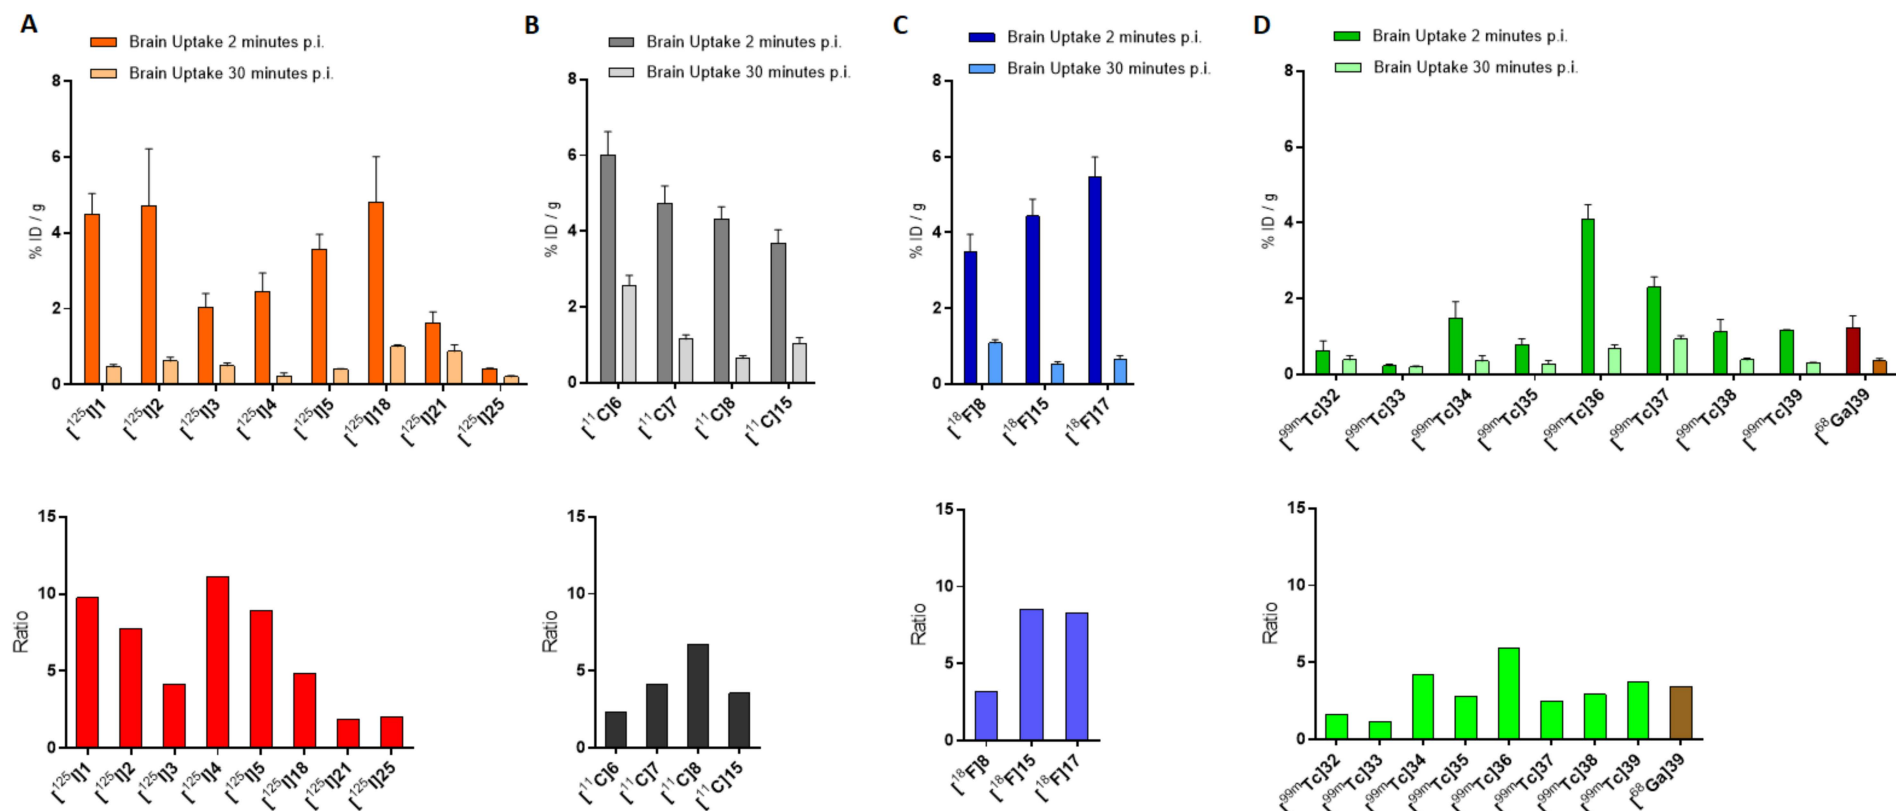 A
Brain Uptake 2 minutes p.i.
Brain Uptake 30 minutes p.i.
8
6
4
2
0
% ID / g
[¹²⁵I]1
[¹²⁵I]2
[¹²⁵I]3
[¹²⁵I]4
[¹²⁵I]5
[¹²⁵I]18
[¹²⁵I]21
[¹²⁵I]25
B
Brain Uptake 2 minutes p.i.
Brain Uptake 30 minutes p.i.
8
6
4
2
0
% ID / g
[¹¹C]6
[¹¹C]7
[¹¹C]8
[¹¹C]15
C
Brain Uptake 2 minutes p.i.
Brain Uptake 30 minutes p.i.
8
6
4
2
0
% ID / g
[¹⁸F]8
[¹⁸F]15
[¹⁸F]17
D
Brain Uptake 2 minutes p.i.
Brain Uptake 30 minutes p.i.
8
6
4
2
0
% ID / g
[⁹⁹ᵐTc]32
[⁹⁹ᵐTc]33
[⁹⁹ᵐTc]34
[⁹⁹ᵐTc]35
[⁹⁹ᵐTc]36
[⁹⁹ᵐTc]37
[⁹⁹ᵐTc]38
[⁹⁹ᵐTc]39
[⁶⁸Ga]39
15
10
5
0
Ratio
[¹²⁵I]1
[¹²⁵I]2
[¹²⁵I]3
[¹²⁵I]4
[¹²⁵I]5
[¹²⁵I]18
[¹²⁵I]21
[¹²⁵I]25
15
10
5
0
Ratio
[¹¹C]6
[¹¹C]7
[¹¹C]8
[¹¹C]15
15
10
5
0
Ratio
[¹⁸F]8
[¹⁸F]15
[¹⁸F]17
15
10
5
0
Ratio
[⁹⁹ᵐTc]32
[⁹⁹ᵐTc]33
[⁹⁹ᵐTc]34
[⁹⁹ᵐTc]35
[⁹⁹ᵐTc]36
[⁹⁹ᵐTc]37
[⁹⁹ᵐTc]38
[⁹⁹ᵐTc]39
[⁶⁸Ga]39